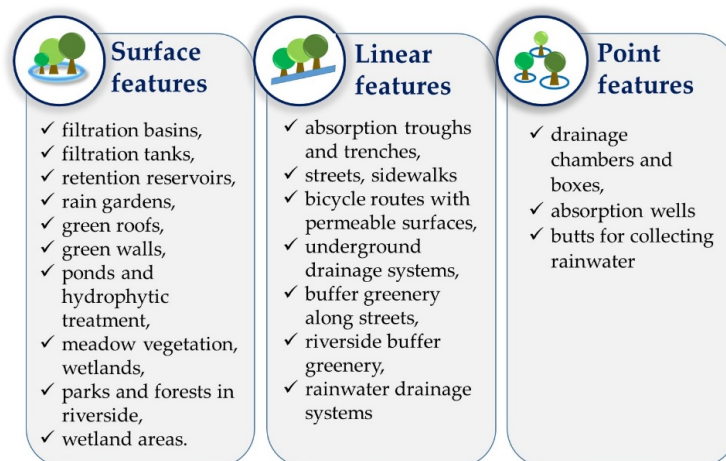 Surface
features
✓ filtration basins,
✓ filtration tanks,
✓ retention reservoirs,
✓ rain gardens,
✓ green roofs,
✓ green walls,
✓ ponds and
hydrophytic
treatment,
✓ meadow vegetation,
wetlands,
✓ parks and forests in
riverside,
✓ wetland areas.
Linear
features
✓ absorption troughs
and trenches,
✓ streets, sidewalks
✓ bicycle routes with
permeable surfaces,
✓ underground
drainage systems,
✓ buffer greenery
along streets,
✓ riverside buffer
greenery,
✓ rainwater drainage
systems
Point
features
✓ drainage
chambers and
boxes,
✓ absorption wells
✓ butts for collecting
rainwater